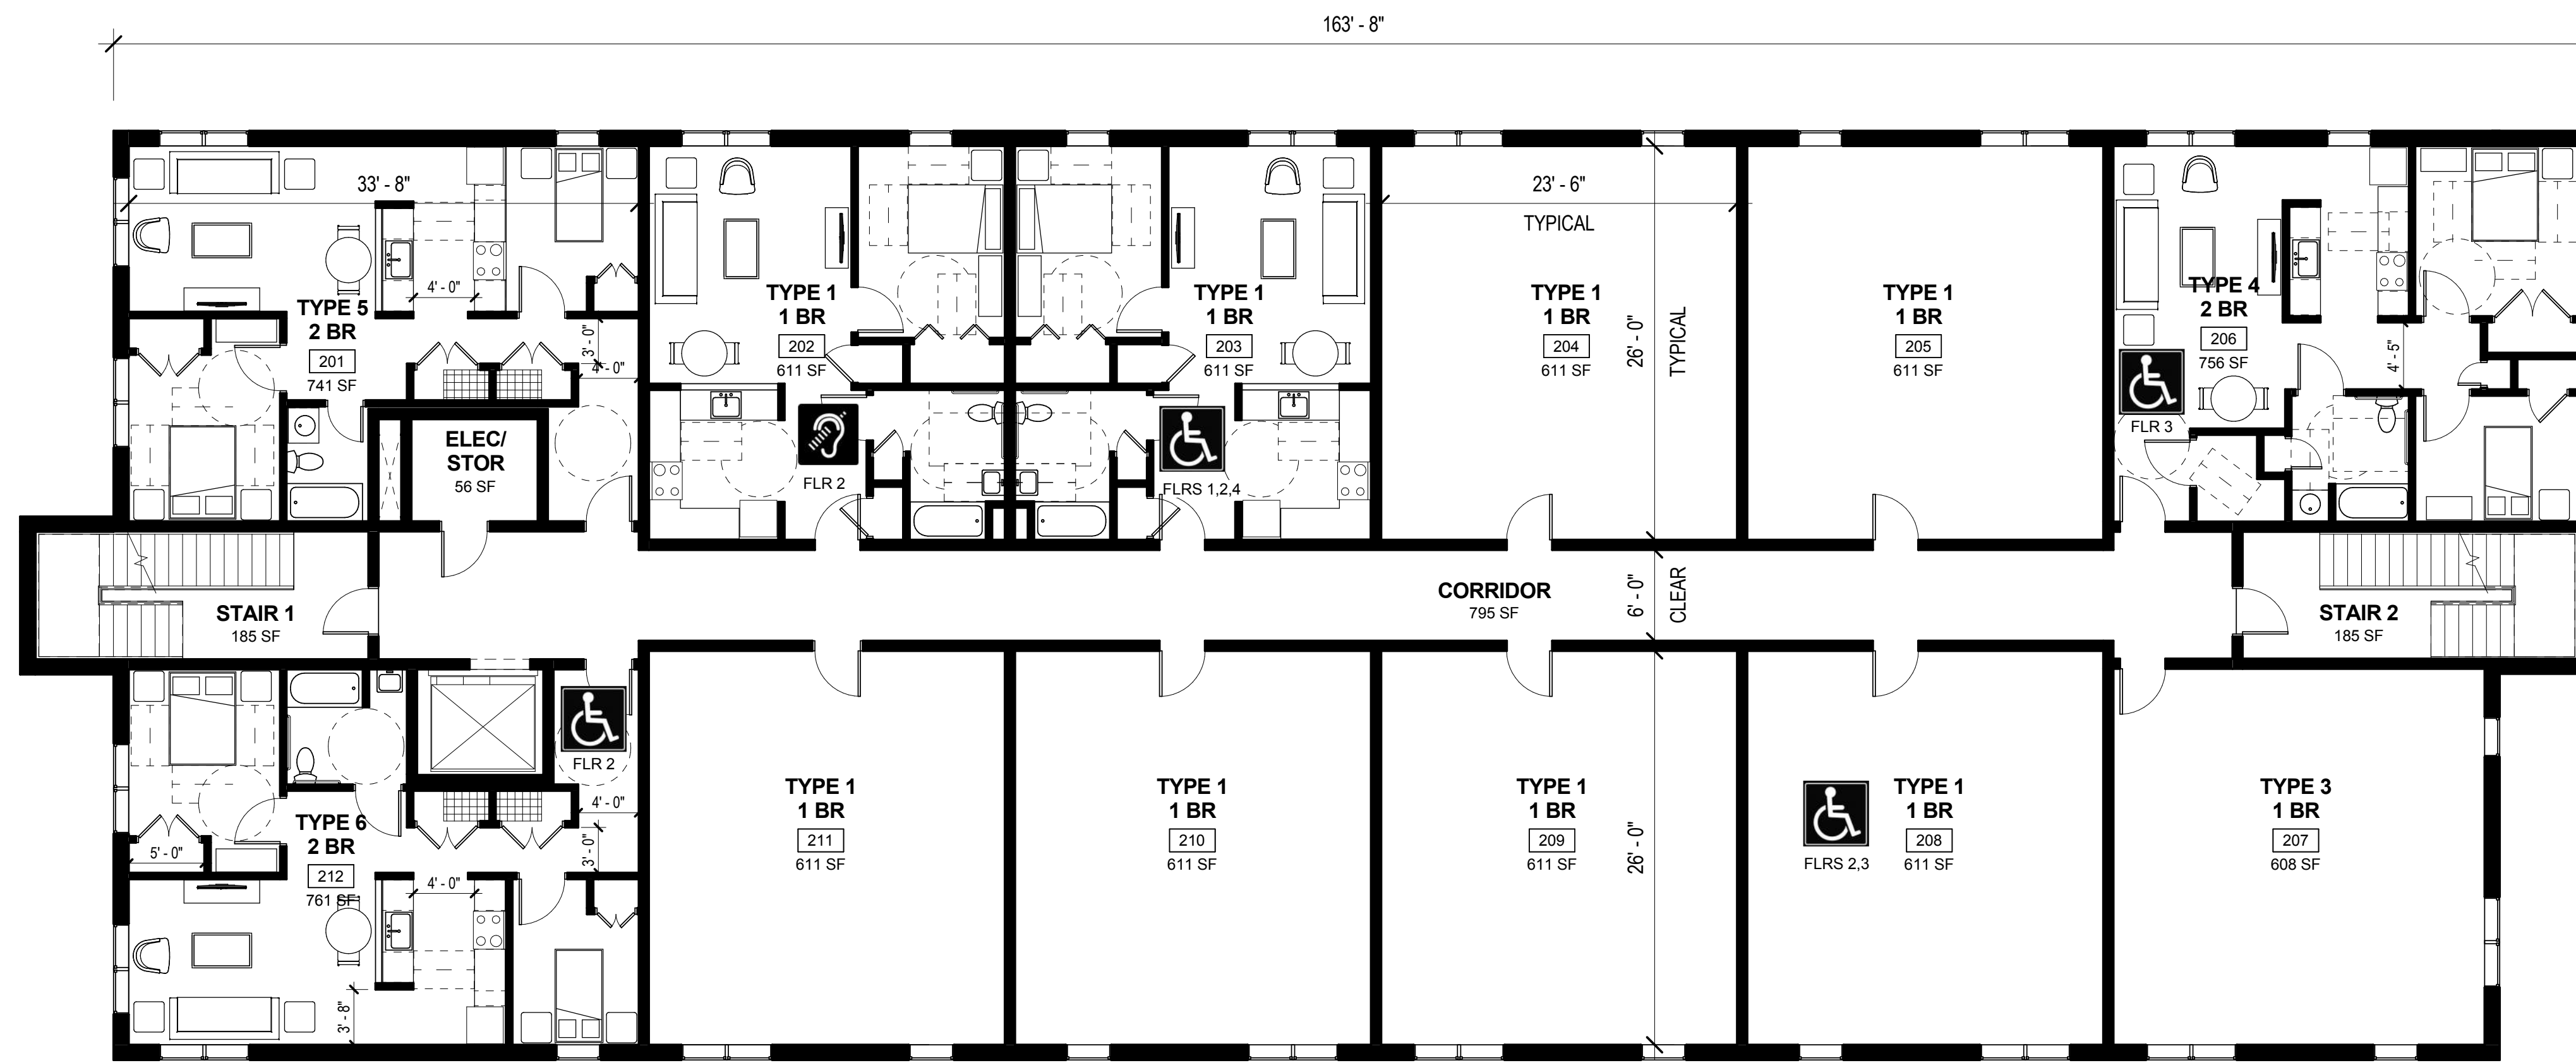 163' - 8"
33' - 8"
4' - 0"
TYPE 5
2 BR
201
741 SF
3' - 0"
4' - 0"
TYPE 1
1 BR
202
611 SF
FLR 2
TYPE 1
1 BR
203
611 SF
FLRS 1,2,4
23' - 6"
TYPICAL
TYPE 1
1 BR
204
611 SF
26' - 0"
TYPICAL
TYPE 1
1 BR
205
611 SF
TYPE 4
2 BR
206
756 SF
FLR 3
4' - 5"
ELEC/
STOR
56 SF
STAIR 1
185 SF
CORRIDOR
795 SF
6' - 0"
CLEAR
STAIR 2
185 SF
FLR 2
4' - 0"
3' - 0"
TYPE 6
2 BR
212
761 SF
5' - 0"
4' - 0"
3' - 8"
TYPE 1
1 BR
211
611 SF
TYPE 1
1 BR
210
611 SF
TYPE 1
1 BR
209
611 SF
26' - 0"
FLRS 2,3
TYPE 1
1 BR
208
611 SF
TYPE 3
1 BR
207
608 SF